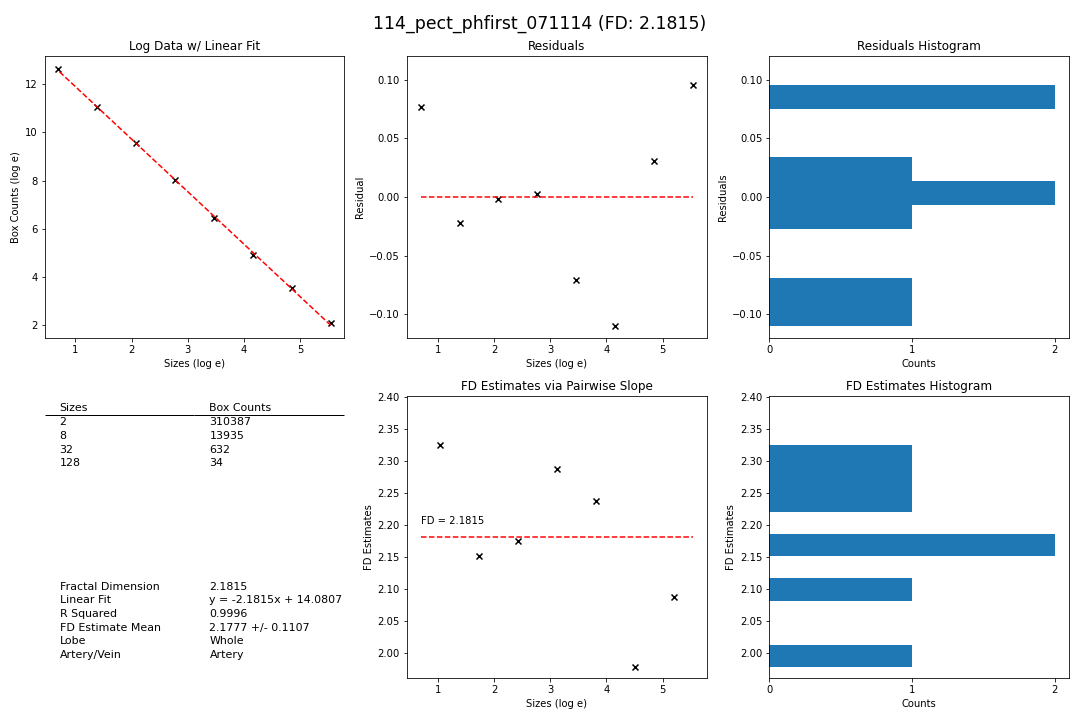 114_pect_phfirst_071114 (FD: 2.1815)
Log Data w/ Linear Fit
Box Counts (log e)
12
10
8
6
4
2
1 2 3 4 5
Sizes (log e)
Residuals
Residual
0.10
0.05
0.00
−0.05
−0.10
1 2 3 4 5
Sizes (log e)
Residuals Histogram
Residuals
0.10
0.05
0.00
−0.05
−0.10
0 1 2
Counts
Sizes Box Counts
2 310387
8 13935
32 632
128 34
Fractal Dimension 2.1815
Linear Fit y = -2.1815x + 14.0807
R Squared 0.9996
FD Estimate Mean 2.1777 +/- 0.1107
Lobe Whole
Artery/Vein Artery
FD Estimates via Pairwise Slope
FD Estimates
2.40
2.35
2.30
2.25
2.20
2.15
2.10
2.05
2.00
FD = 2.1815
1 2 3 4 5
Sizes (log e)
FD Estimates Histogram
FD Estimates
2.40
2.35
2.30
2.25
2.20
2.15
2.10
2.05
2.00
0 1 2
Counts